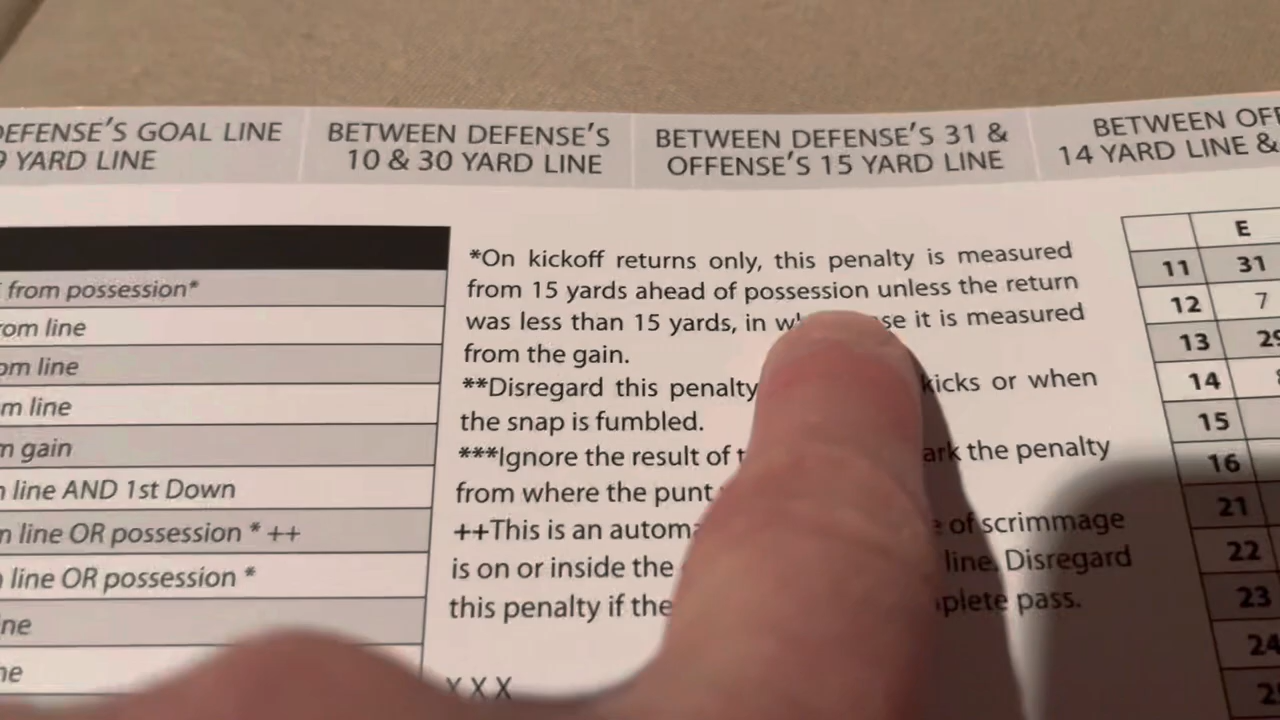 EFENSE'S GOAL LINE
9 YARD LINE
BETWEEN DEFENSE'S
10 & 30 YARD LINE
BETWEEN DEFENSE'S 31 &
OFFENSE'S 15 YARD LINE
BETWEEN OFF
14 YARD LINE &
from possession*
rom line
om line
m line
m gain
n line AND 1st Down
n line OR possession * ++
line OR possession *
ine
ne
*On kickoff returns only, this penalty is measured
from 15 yards ahead of possession unless the return
was less than 15 yards, in wh se it is measured
from the gain.
**Disregard this penalty kicks or when
the snap is fumbled.
***Ignore the result of t ark the penalty
from where the punt
++This is an automa e of scrimmage
is on or inside the line. Disregard
this penalty if the plete pass.
X X X
E
11 31
12 7
13 29
14
15
16
21
22
23
24